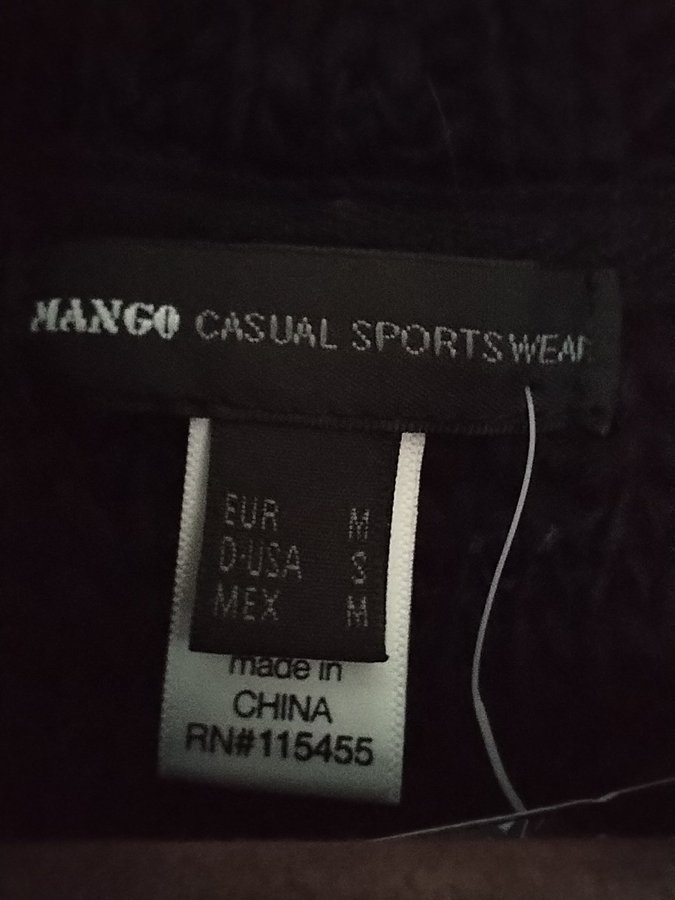 MANGO CASUAL SPORTSWEAR
EUR M
D·USA S
MEX M
made in
CHINA
RN#115455